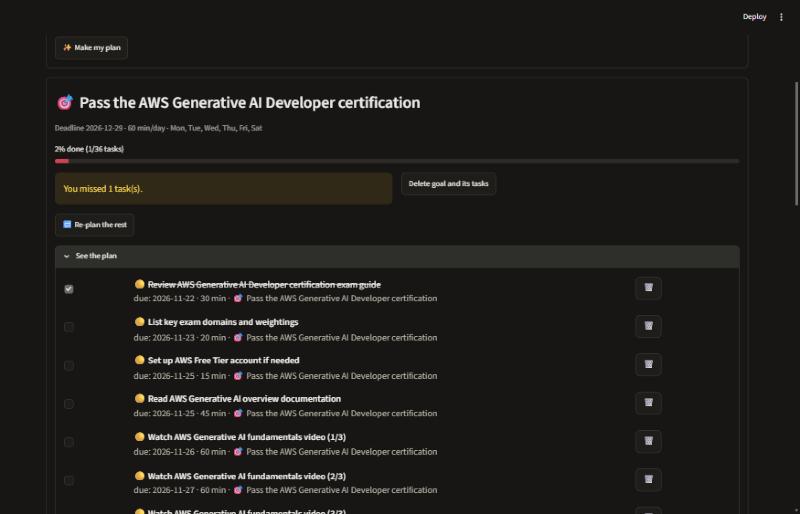 Deploy
Make my plan
Pass the AWS Generative AI Developer certification
Deadline 2026-12-29 · 60 min/day · Mon, Tue, Wed, Thu, Fri, Sat
2% done (1/36 tasks)
You missed 1 task(s).
Delete goal and its tasks
Re-plan the rest
See the plan
Review AWS Generative AI Developer certification exam guide
due: 2026-11-22 · 30 min · Pass the AWS Generative AI Developer certification
List key exam domains and weightings
due: 2026-11-23 · 20 min · Pass the AWS Generative AI Developer certification
Set up AWS Free Tier account if needed
due: 2026-11-25 · 15 min · Pass the AWS Generative AI Developer certification
Read AWS Generative AI overview documentation
due: 2026-11-25 · 45 min · Pass the AWS Generative AI Developer certification
Watch AWS Generative AI fundamentals video (1/3)
due: 2026-11-26 · 60 min · Pass the AWS Generative AI Developer certification
Watch AWS Generative AI fundamentals video (2/3)
due: 2026-11-27 · 60 min · Pass the AWS Generative AI Developer certification
Watch AWS Generative AI fundamentals video (3/3)